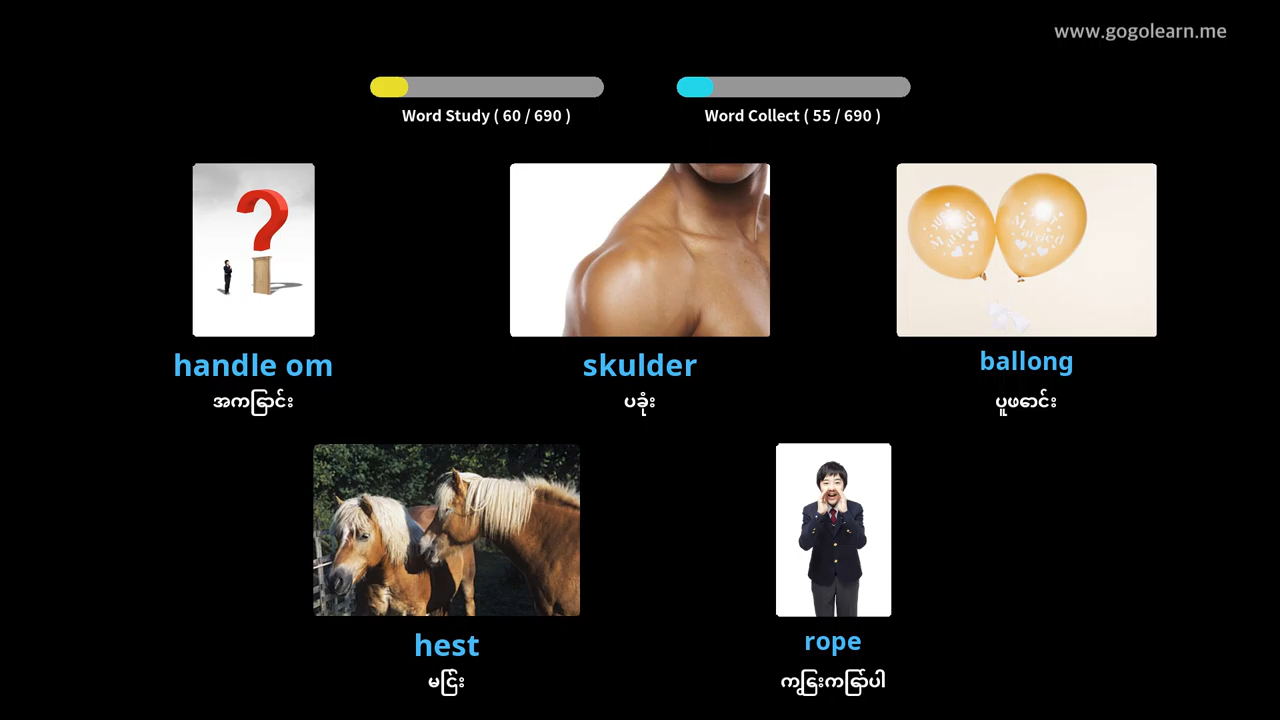 www.gogolearn.me
Word Study ( 60 / 690 )
Word Collect ( 55 / 690 )
handle om
အကြောင်း
skulder
ပခုံး
ballong
ပူဖောင်း
hest
မြင်း
rope
ကြွေးကြော်ပါ